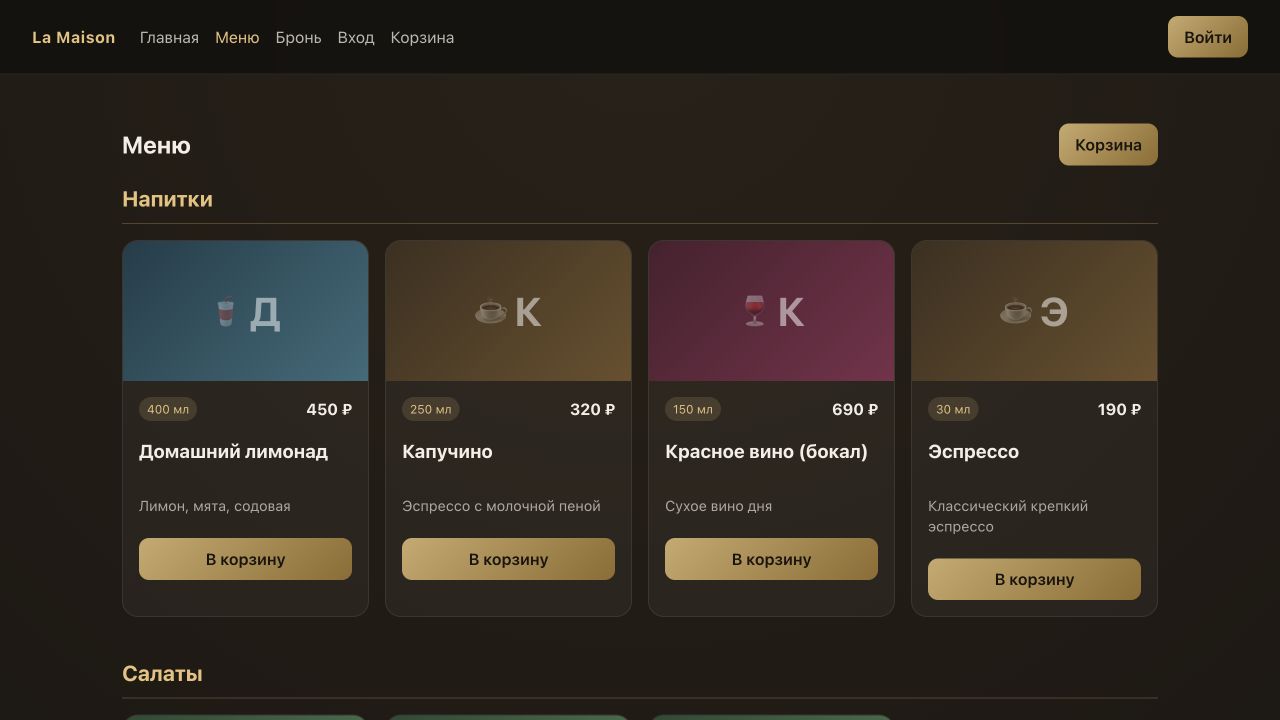 La Maison Главная Меню Бронь Вход Корзина Войти
Меню Корзина
Напитки
Д К К Э
400 мл 450 ₽ 250 мл 320 ₽ 150 мл 690 ₽ 30 мл 190 ₽
Домашний лимонад Капучино Красное вино (бокал) Эспрессо
Лимон, мята, содовая Эспрессо с молочной пеной Сухое вино дня Классический крепкий
эспрессо
В корзину В корзину В корзину В корзину
Салаты